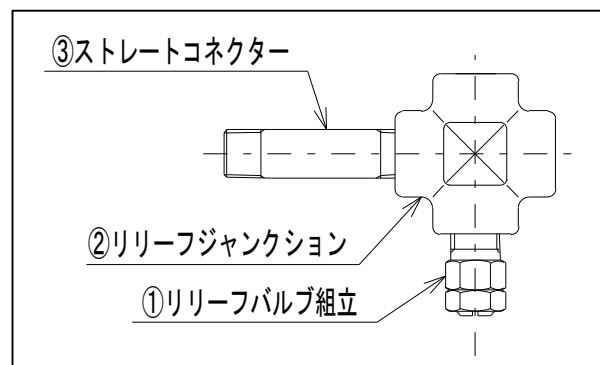 ③ストレートコネクター
②リリーフジャンクション
①リリーフバルブ組立